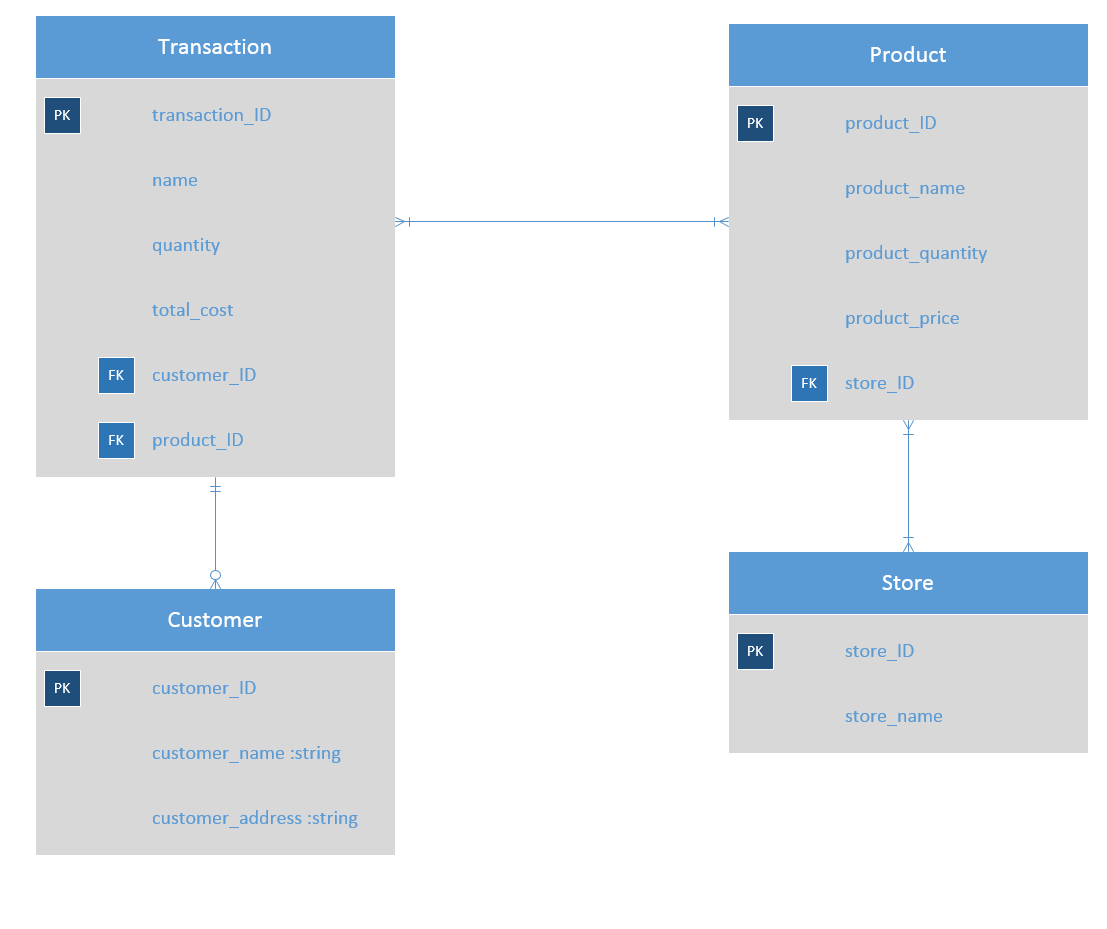 Transaction
PK transaction_ID
name
quantity
total_cost
FK customer_ID
FK product_ID
Product
PK product_ID
product_name
product_quantity
product_price
FK store_ID
Customer
PK customer_ID
customer_name :string
customer_address :string
Store
PK store_ID
store_name